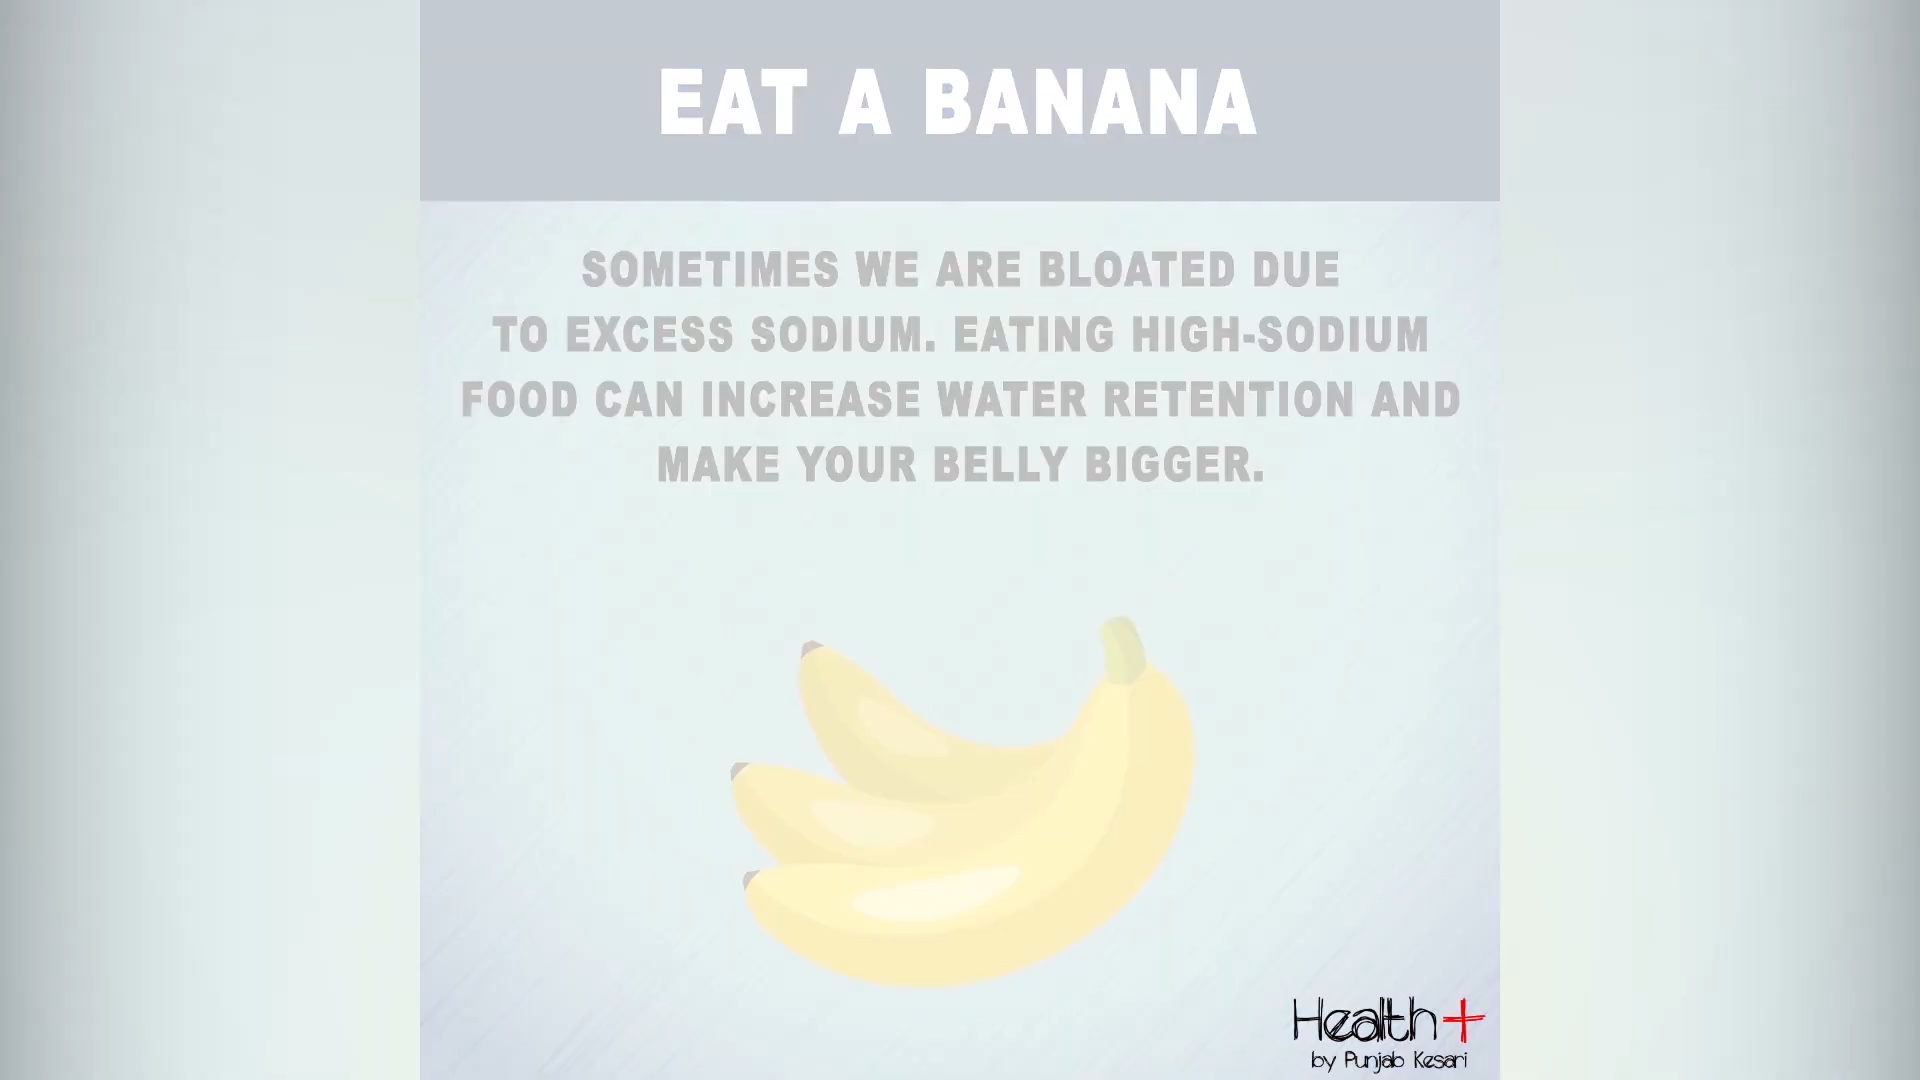 EAT A BANANA
SOMETIMES WE ARE BLOATED DUE
TO EXCESS SODIUM. EATING HIGH-SODIUM
FOOD CAN INCREASE WATER RETENTION AND
MAKE YOUR BELLY BIGGER.
Health+
by Punjab Kesari